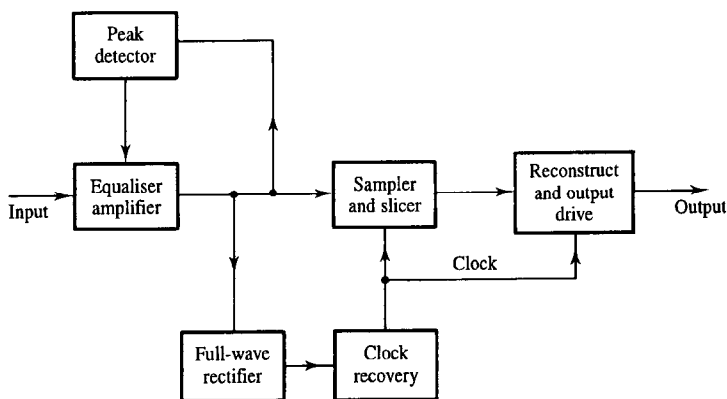 Peak
detector
Input
Equaliser
amplifier
Sampler
and slicer
Reconstruct
and output
drive
Output
Clock
Full-wave
rectifier
Clock
recovery